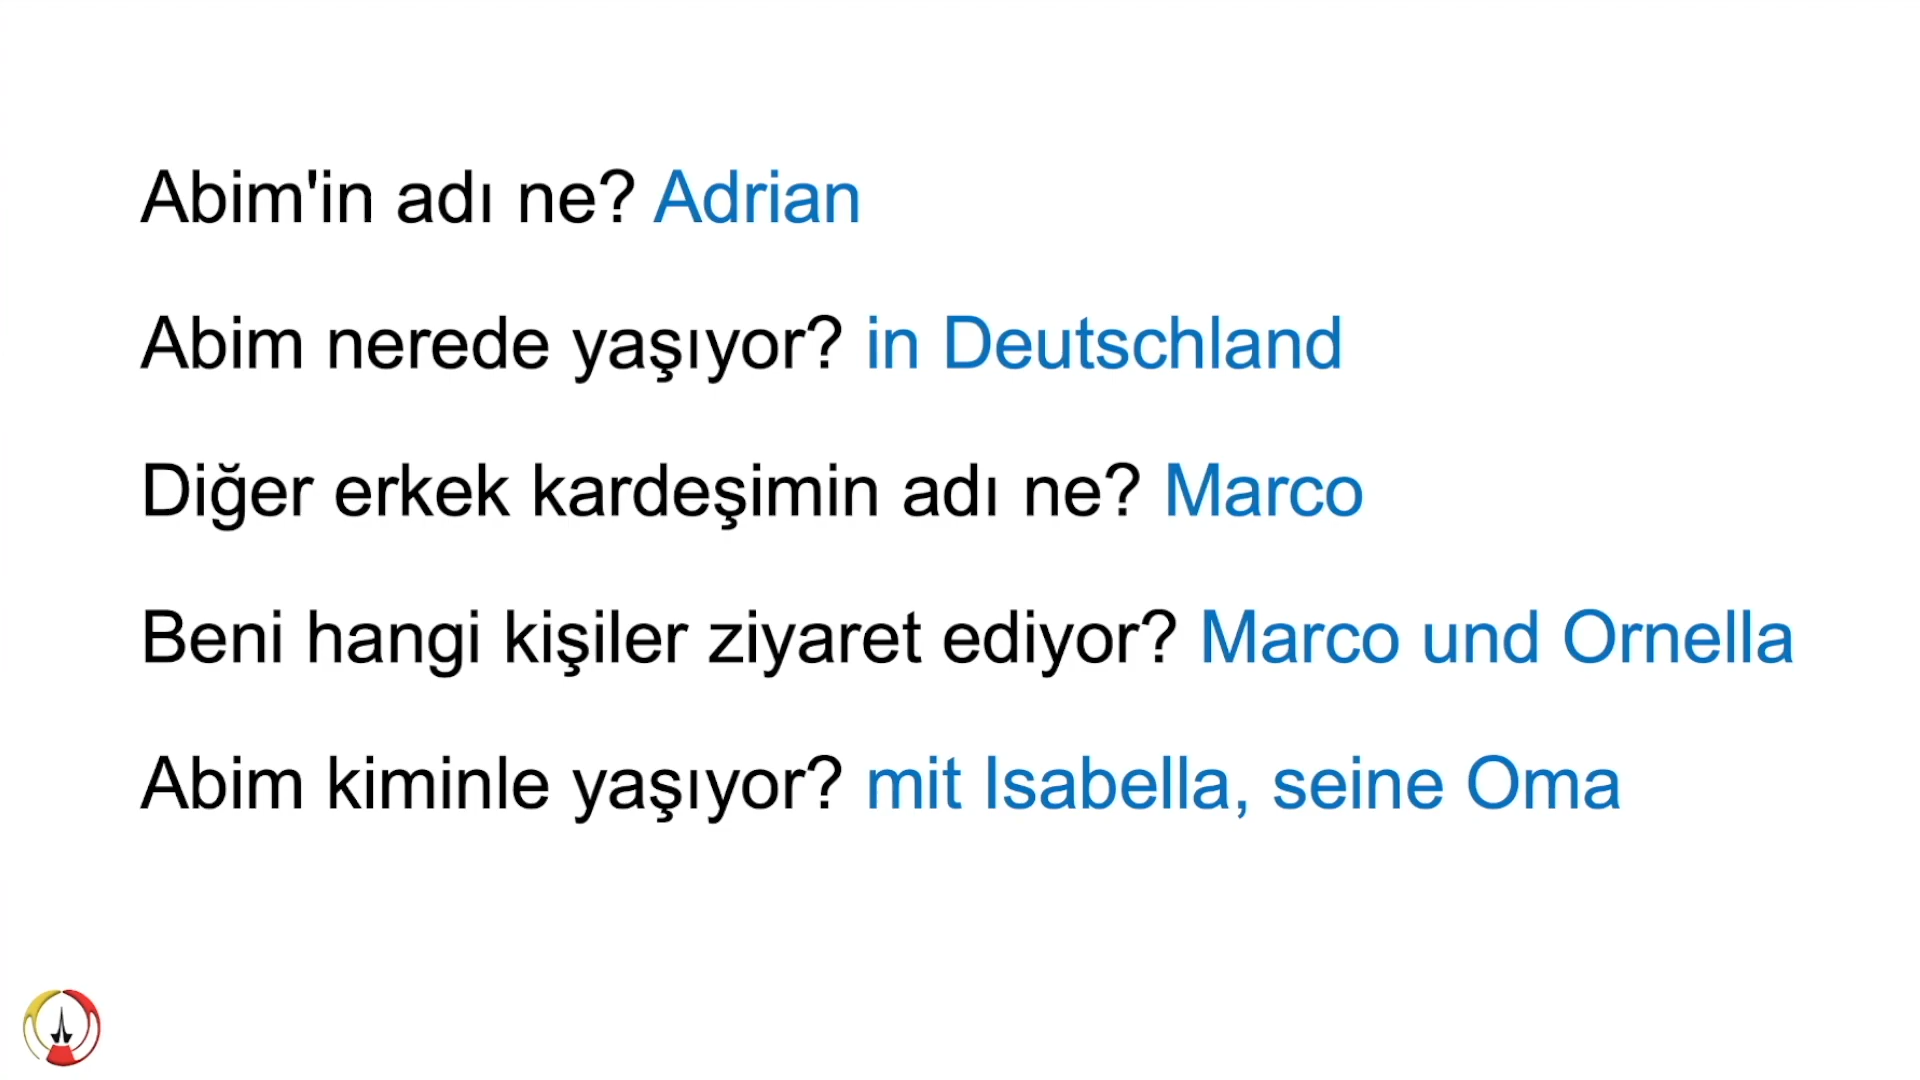 Abim'in adı ne? Adrian
Abim nerede yaşıyor? in Deutschland
Diğer erkek kardeşimin adı ne? Marco
Beni hangi kişiler ziyaret ediyor? Marco und Ornella
Abim kiminle yaşıyor? mit Isabella, seine Oma